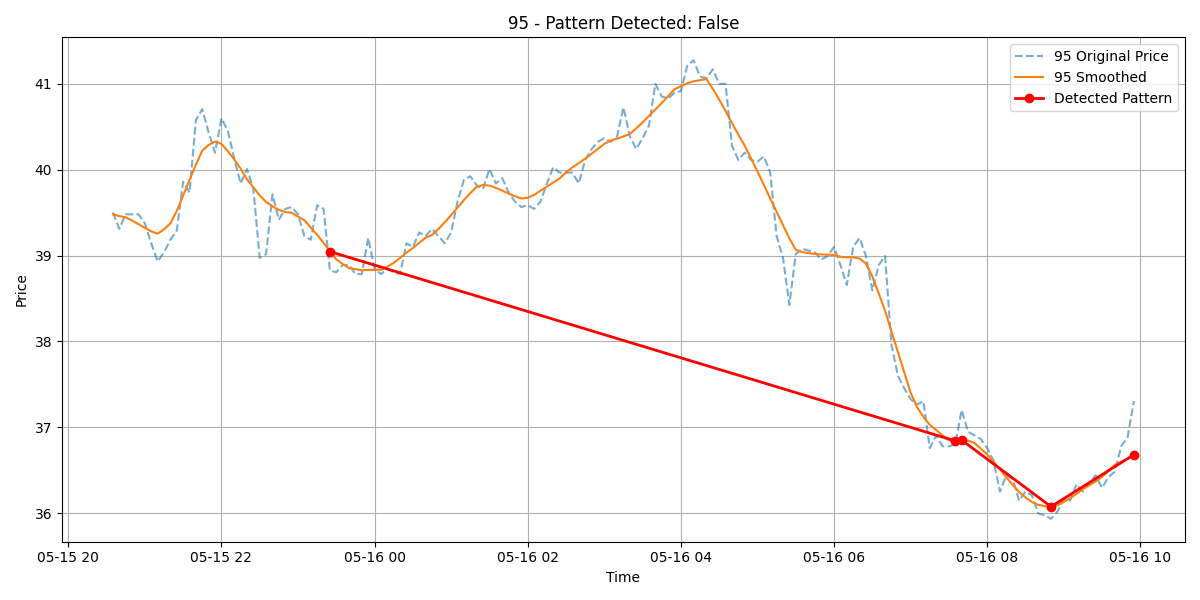 95 - Pattern Detected: False
95 Original Price
95 Smoothed
Detected Pattern
Price
41
40
39
38
37
36
05-15 20
05-15 22
05-16 00
05-16 02
05-16 04
05-16 06
05-16 08
05-16 10
Time